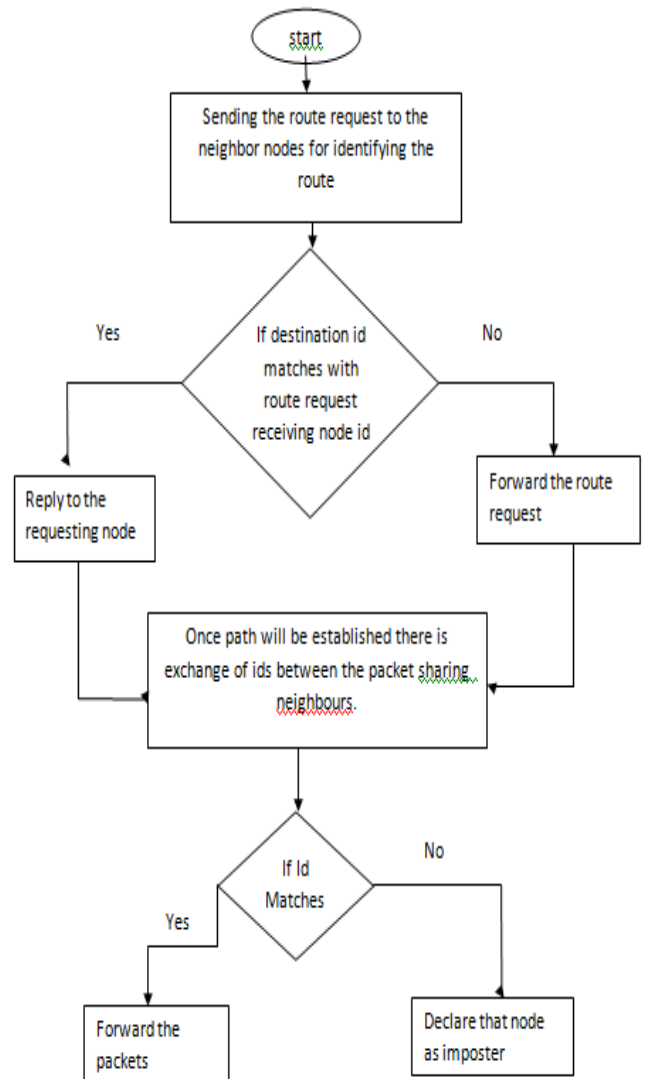 start
Sending the route request to the
neighbor nodes for identifying the
route
Yes
No
If destination id
matches with
route request
receiving node id
Reply to the
requesting node
Forward the route
request
Once path will be established there is
exchange of ids between the packet sharing
neighbours.
If Id
Matches
No
Yes
Forward the
packets
Declare that node
as imposter